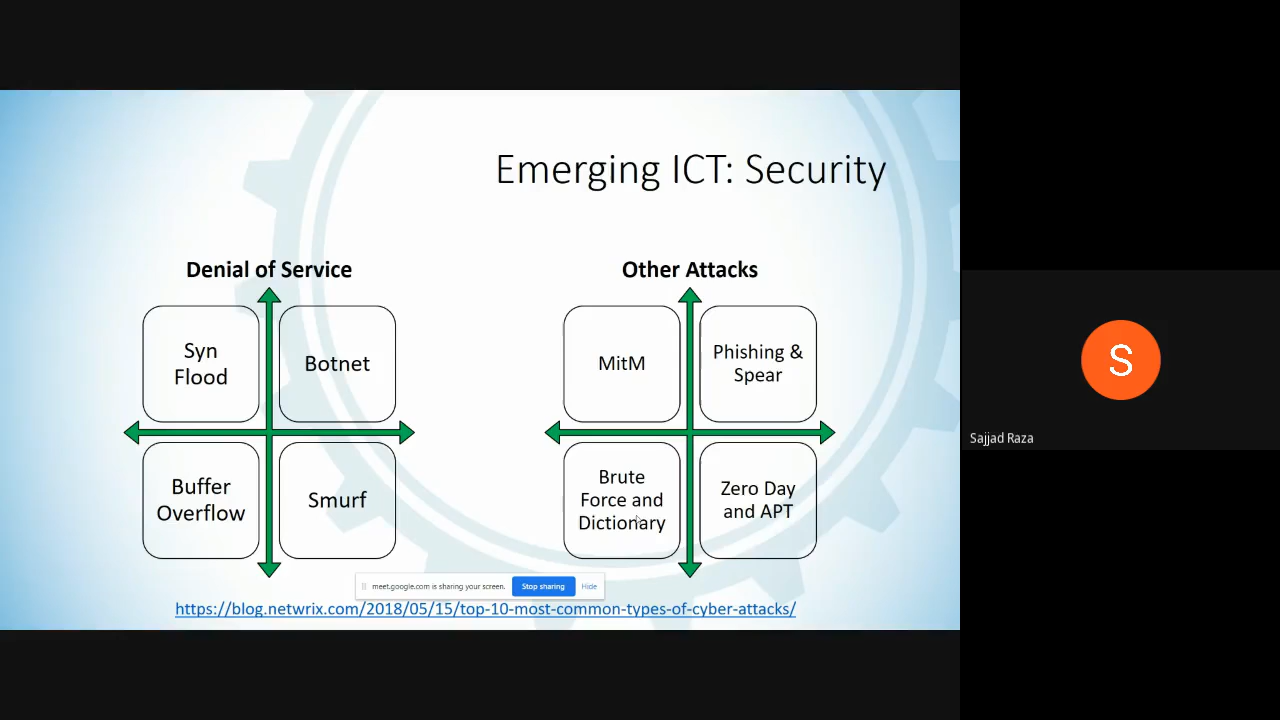 Emerging ICT: Security
Denial of Service
Syn
Flood
Botnet
Buffer
Overflow
Smurf
Other Attacks
MitM
Phishing &
Spear
Brute
Force and
Dictionary
Zero Day
and APT
meet.google.com is sharing your screen.
Stop sharing
Hide
https://blog.netwrix.com/2018/05/15/top-10-most-common-types-of-cyber-attacks/
S
Sajjad Raza